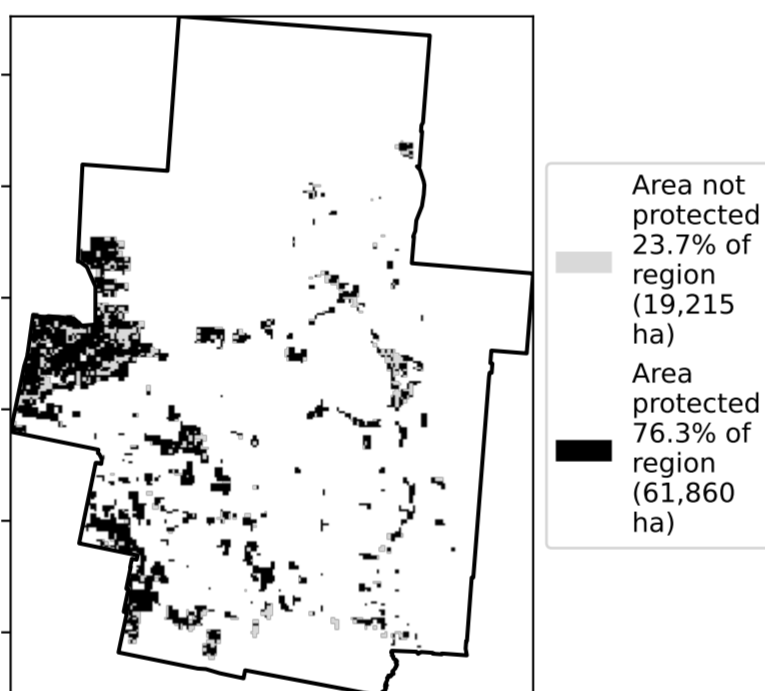 Area not
protected
23.7% of
region
(19,215
ha)
Area
protected
76.3% of
region
(61,860
ha)